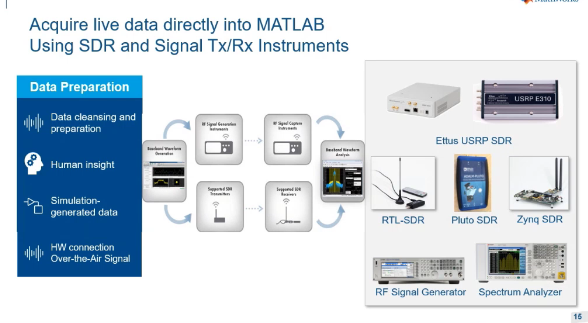 MathWorks
Acquire live data directly into MATLAB
Using SDR and Signal Tx/Rx Instruments
Data Preparation
Data cleansing and
preparation
Human insight
Simulation-
generated data
HW connection
Over-the-Air Signal
Baseband Waveform
Generation
RF Signal Generation
Instruments
RF Signal Capture
Instruments
Supported SDR
Transmitters
Supported SDR
Receivers
Baseband Waveform
Analysis
USRP E310
Ettus USRP SDR
RTL-SDR
Pluto SDR
Zynq SDR
RF Signal Generator
Spectrum Analyzer
15